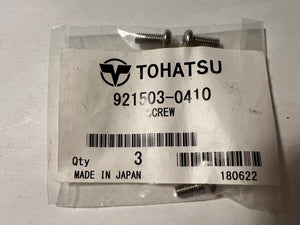 TOHATSU
921503-0410
SCREW
Qty 3
MADE IN JAPAN 180622